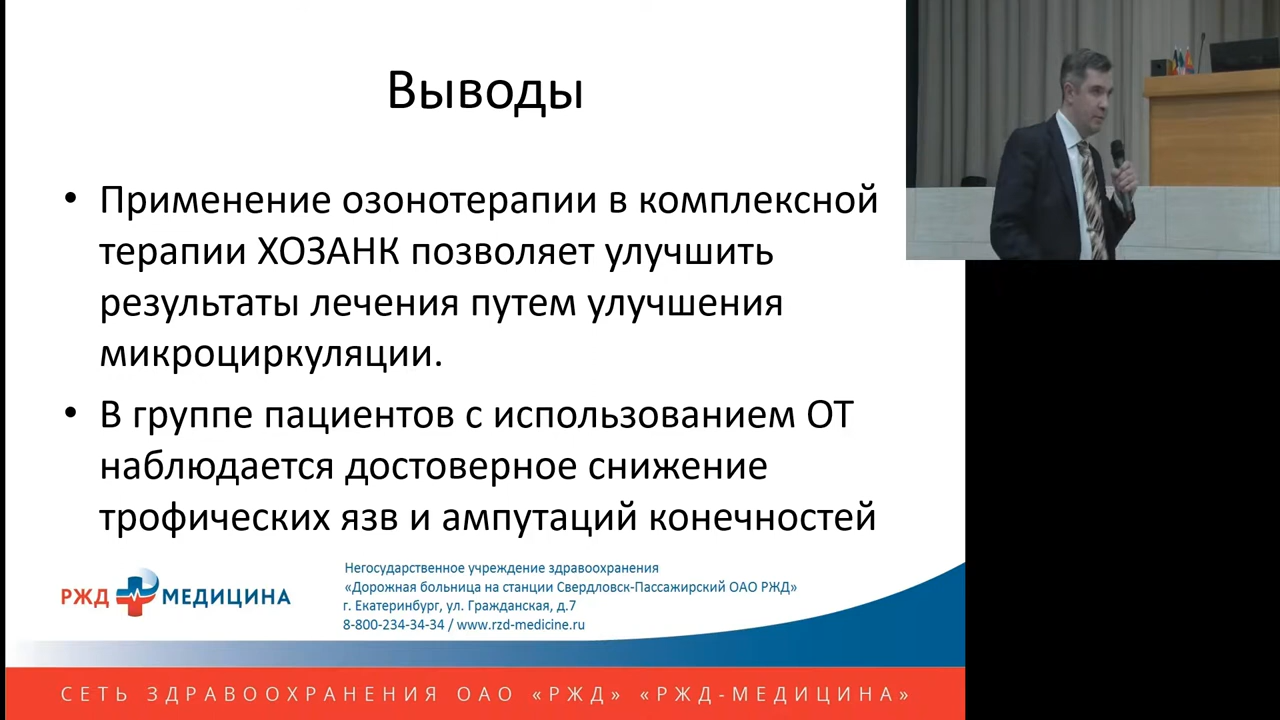 Выводы
• Применение озонотерапии в комплексной
терапии ХОЗАНК позволяет улучшить
результаты лечения путем улучшения
микроциркуляции.
• В группе пациентов с использованием ОТ
наблюдается достоверное снижение
трофических язв и ампутаций конечностей
РЖД МЕДИЦИНА
Негосударственное учреждение здравоохранения
«Дорожная больница на станции Свердловск-Пассажирский ОАО РЖД»
г. Екатеринбург, ул. Гражданская, д.7
8-800-234-34-34 / www.rzd-medicine.ru
СЕТЬ ЗДРАВООХРАНЕНИЯ ОАО «РЖД» «РЖД-МЕДИЦИНА»